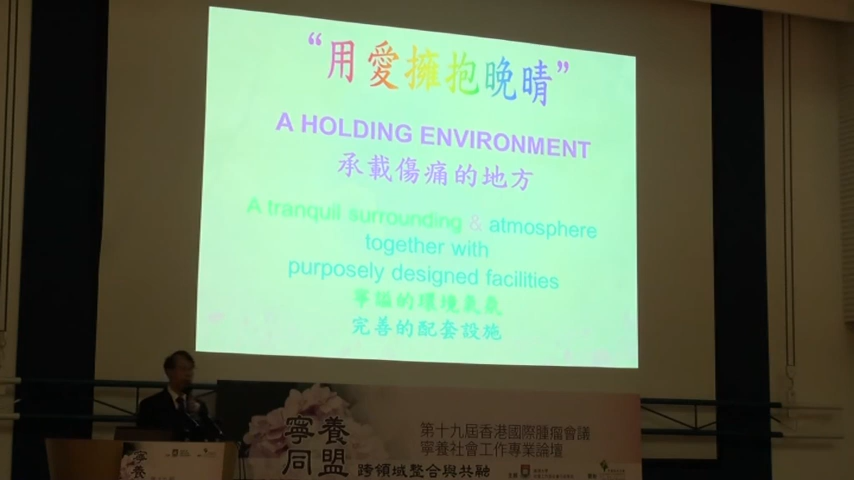 “用愛擁抱晚晴”
A HOLDING ENVIRONMENT
承載傷痛的地方
A tranquil surrounding & atmosphere
together with
purposely designed facilities
寧謐的環境氣氛
完善的配套設施
寧養
同盟
跨領域整合與共融
第十九屆香港國際腫瘤會議
寧養社會工作專業論壇
寧養